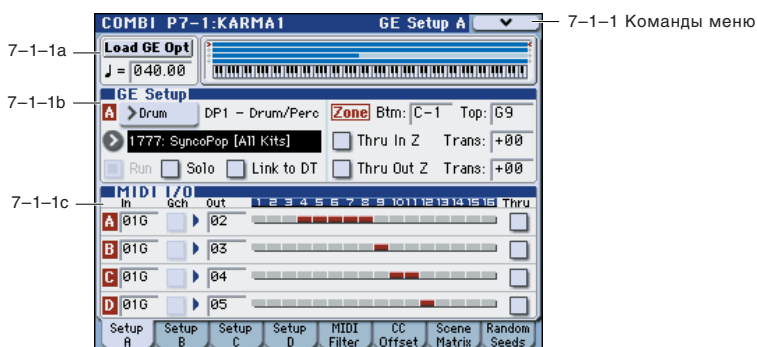 COMBI P7-1:KARMA1 GE Setup A
7–1–1 Команды меню
7–1–1a
Load GE Opt
♩= 040.00
7–1–1b
GE Setup
A Drum DP1 - Drum/Perc Zone Btm: C-1 Top: G9
1777: SyncoPop [All Kits] Thru In Z Trans: +00
Run Solo Link to DT Thru Out Z Trans: +00
7–1–1c
MIDI I/O
In Gch Out 1 2 3 4 5 6 7 8 9 10 11 12 13 14 15 16 Thru
A 01G 02
B 01G 03
C 01G 04
D 01G 05
Setup A Setup B Setup C Setup D MIDI Filter CC Offset Scene Matrix Random Seeds